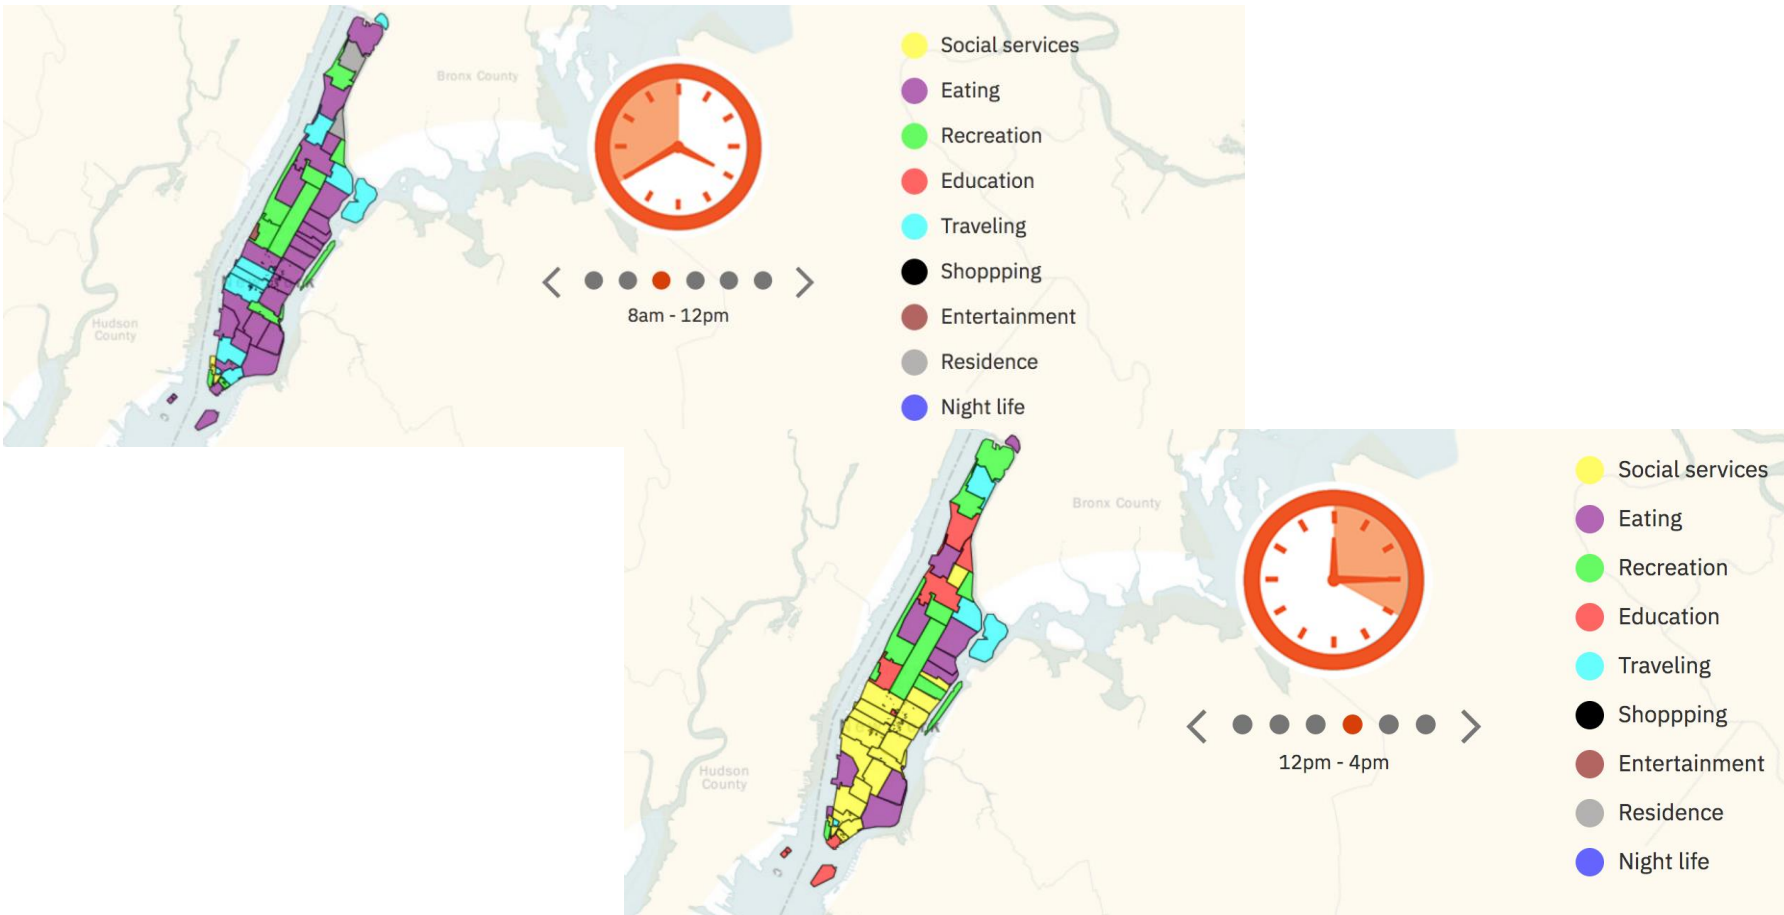 Bronx County
Hudson
County
8am - 12pm
Social services
Eating
Recreation
Education
Traveling
Shoppping
Entertainment
Residence
Night life
Bronx County
Hudson
County
12pm - 4pm
Social services
Eating
Recreation
Education
Traveling
Shoppping
Entertainment
Residence
Night life